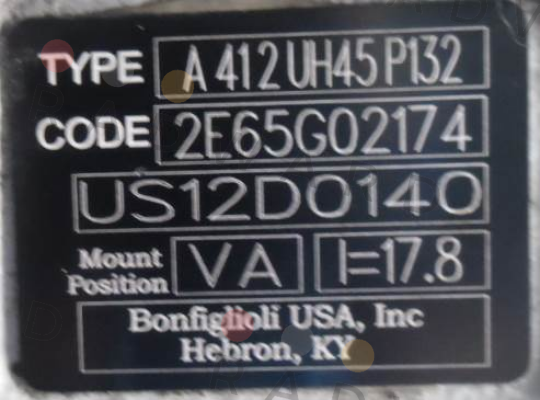 TYPE A 412 UH45 P132
CODE 2E65G02174
US12D0140
Mount Position VA I=17.8
Bonfiglioli USA, Inc
Hebron, KY